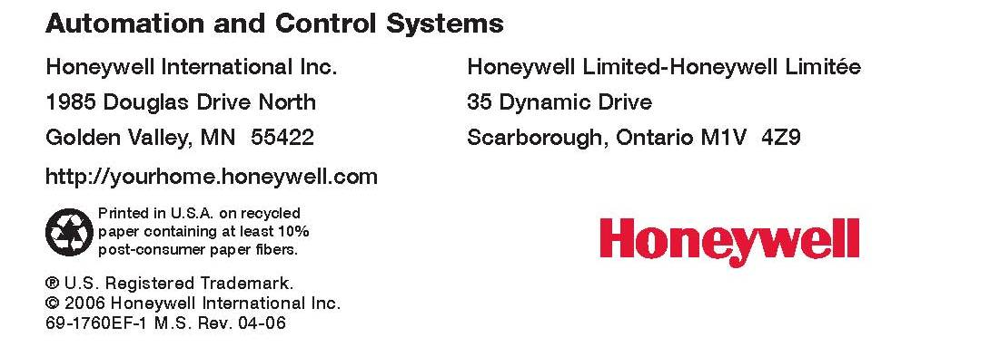 Automation and Control Systems
Honeywell International Inc.
1985 Douglas Drive North
Golden Valley, MN  55422
http://yourhome.honeywell.com
Honeywell Limited-Honeywell Limitée
35 Dynamic Drive
Scarborough, Ontario M1V  4Z9
Printed in U.S.A. on recycled
paper containing at least 10%
post-consumer paper fibers.
Honeywell
® U.S. Registered Trademark.
© 2006 Honeywell International Inc.
69-1760EF-1 M.S. Rev. 04-06